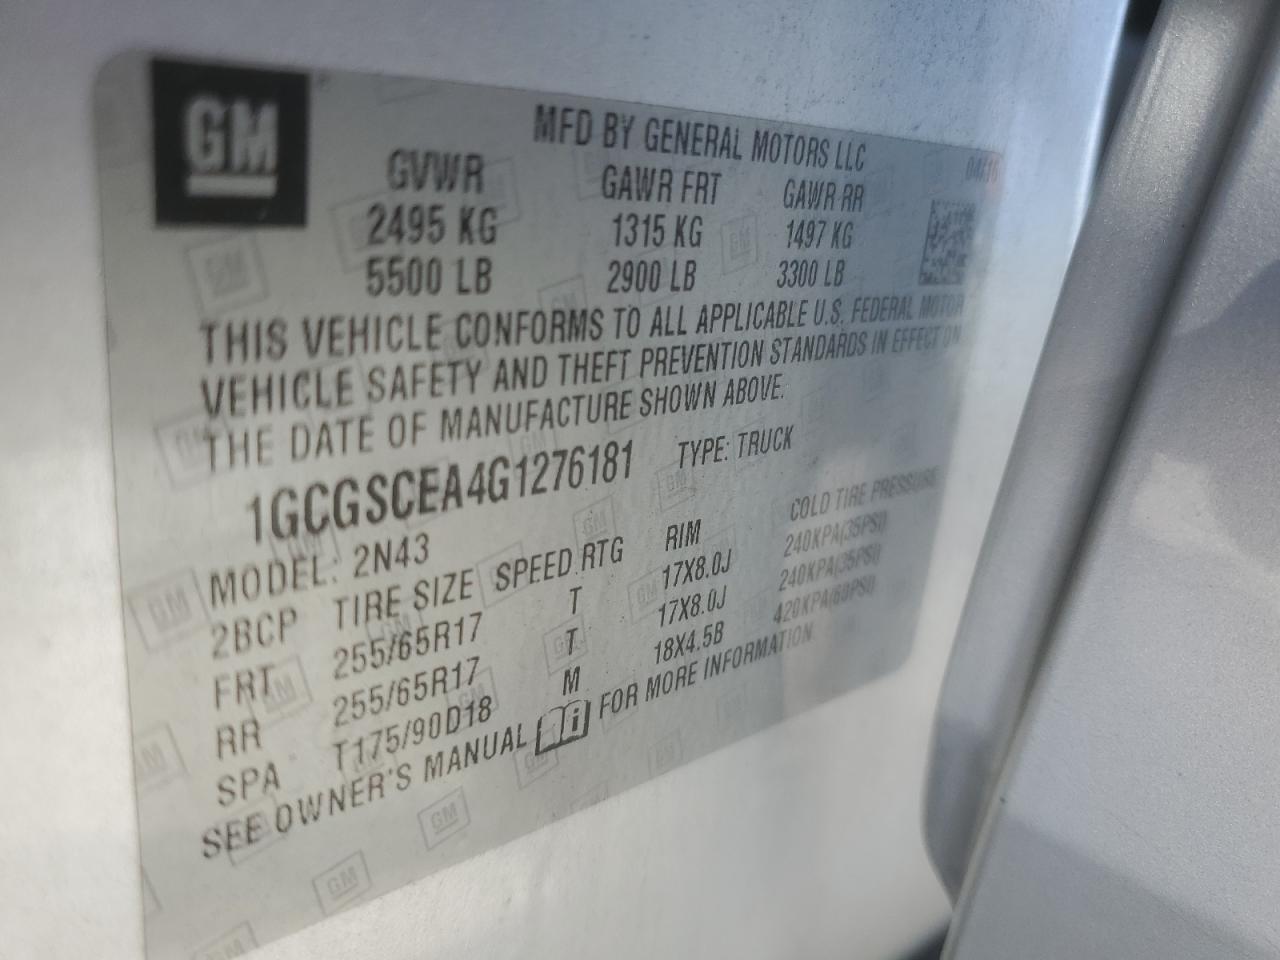 GM
MFD BY GENERAL MOTORS LLC 04/16
GVWR GAWR FRT GAWR RR
2495 KG 1315 KG 1497 KG
5500 LB 2900 LB 3300 LB
THIS VEHICLE CONFORMS TO ALL APPLICABLE U.S. FEDERAL MOTOR
VEHICLE SAFETY AND THEFT PREVENTION STANDARDS IN EFFECT ON
THE DATE OF MANUFACTURE SHOWN ABOVE.
1GCGSCEA4G1276181 TYPE: TRUCK
MODEL: 2N43
2BCP TIRE SIZE SPEED RTG RIM COLD TIRE PRESSURE
FRT 255/65R17 T 17X8.0J 240KPA(35PSI)
RR 255/65R17 T 17X8.0J 240KPA(35PSI)
SPA T175/90D18 M 18X4.5B 420KPA(60PSI)
SEE OWNER'S MANUAL FOR MORE INFORMATION